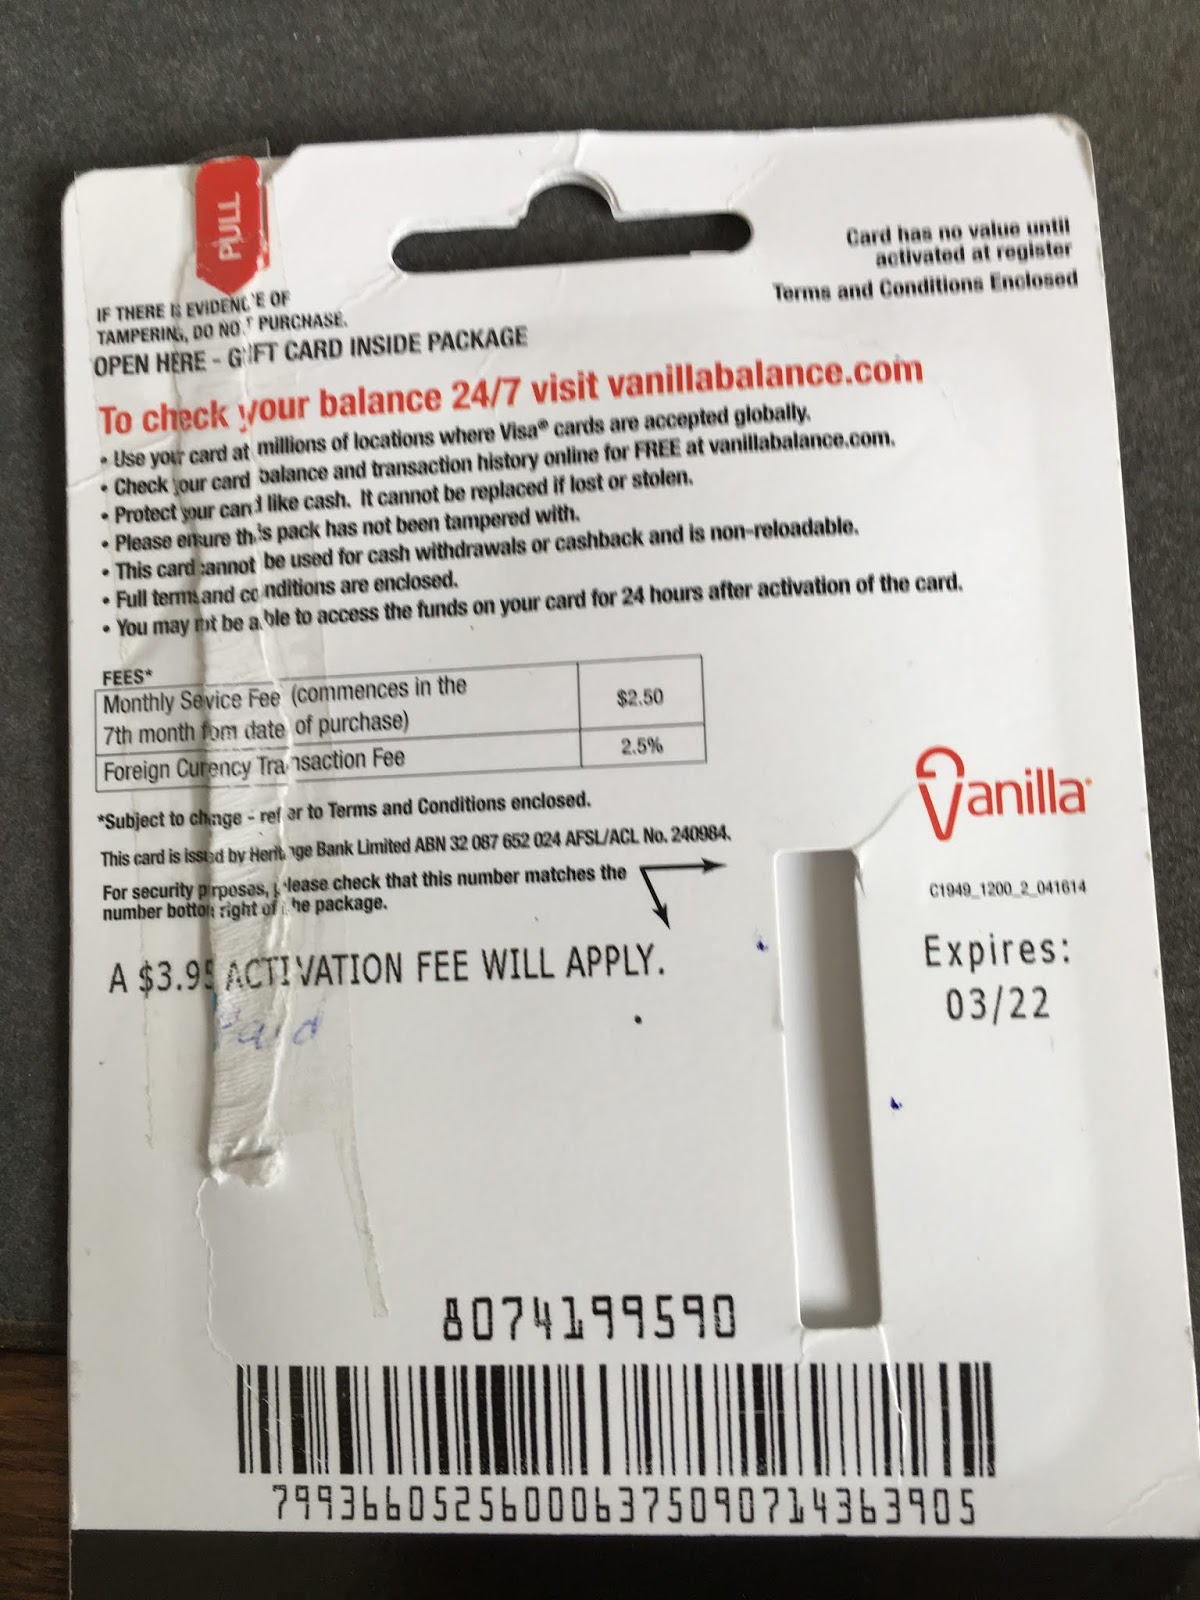 PULL
Card has no value until
activated at register
Terms and Conditions Enclosed
IF THERE IS EVIDENCE OF
TAMPERING, DO NOT PURCHASE.
OPEN HERE - GIFT CARD INSIDE PACKAGE
To check your balance 24/7 visit vanillabalance.com
• Use your card at millions of locations where Visa® cards are accepted globally.
• Check your card balance and transaction history online for FREE at vanillabalance.com.
• Protect your card like cash. It cannot be replaced if lost or stolen.
• Please ensure this pack has not been tampered with.
• This card cannot be used for cash withdrawals or cashback and is non-reloadable.
• Full terms and conditions are enclosed.
• You may not be able to access the funds on your card for 24 hours after activation of the card.
FEES*
Monthly Service Fee (commences in the
7th month from date of purchase) $2.50
Foreign Currency Transaction Fee 2.5%
*Subject to change - refer to Terms and Conditions enclosed.
This card is issued by Heritage Bank Limited ABN 32 087 652 024 AFSL/ACL No. 240984.
For security purposes, please check that this number matches the
number bottom right of the package.
Vanilla
C1949_1200_2_041614
Expires:
03/22
A $3.95 ACTIVATION FEE WILL APPLY.
Paid
8074199590
799366052560006375090714363905